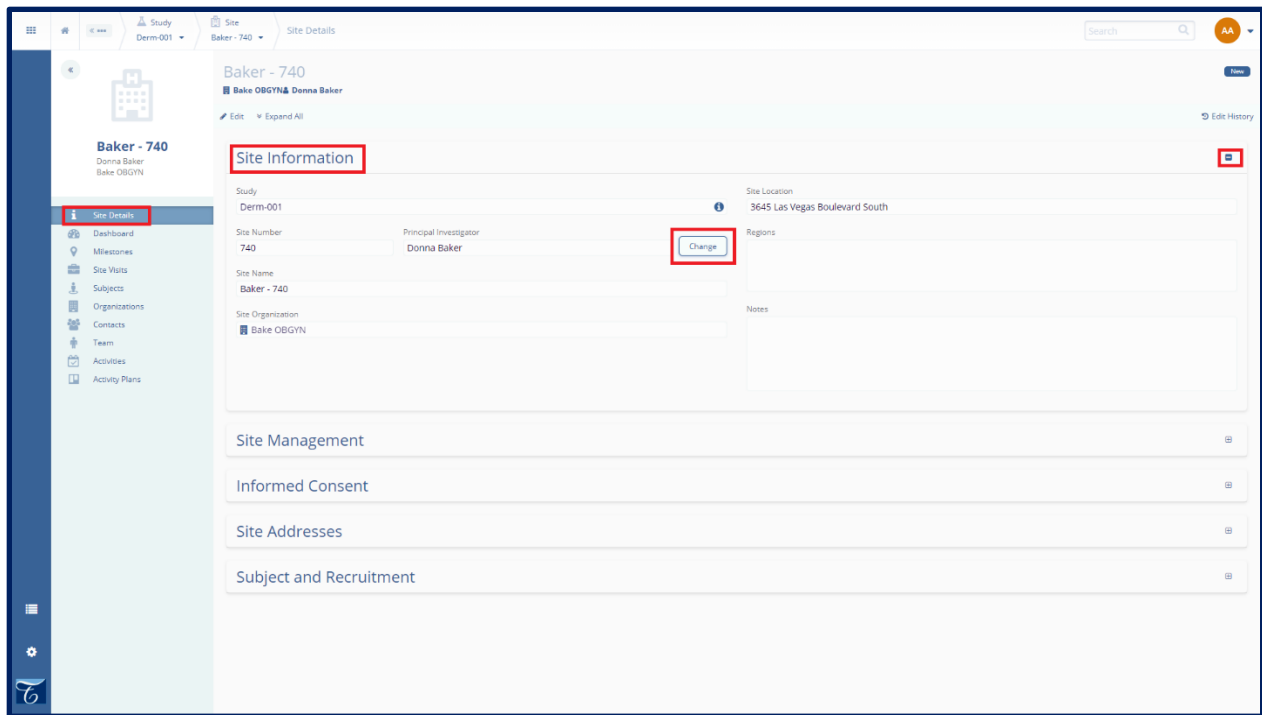 Study
Derm-001
Site
Baker - 740
Site Details
Search
AA
Baker - 740
Bake OBGYN Donna Baker
New
Edit Expand All
Edit History
Baker - 740
Donna Baker
Bake OBGYN
Site Details
Dashboard
Milestones
Site Visits
Subjects
Organizations
Contacts
Team
Activities
Activity Plans
Site Information
Study
Derm-001
Site Location
3645 Las Vegas Boulevard South
Site Number
740
Principal Investigator
Donna Baker
Change
Regions
Site Name
Baker - 740
Site Organization
Bake OBGYN
Notes
Site Management
Informed Consent
Site Addresses
Subject and Recruitment